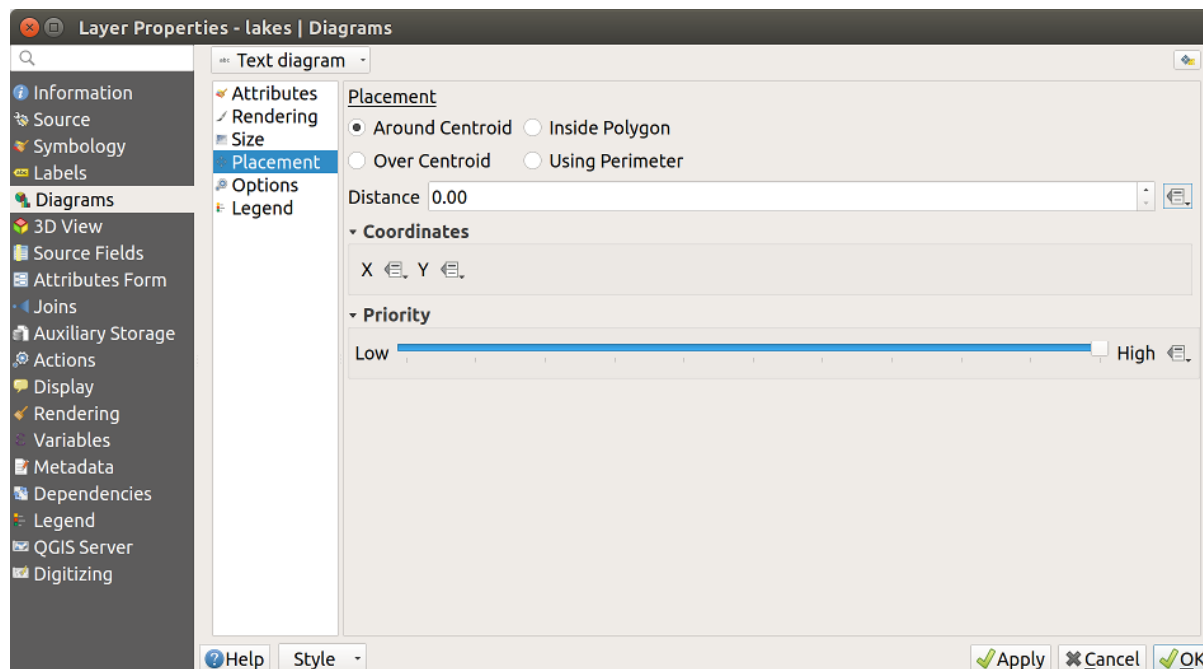 Layer Properties - lakes | Diagrams
Information
Source
Symbology
Labels
Diagrams
3D View
Source Fields
Attributes Form
Joins
Auxiliary Storage
Actions
Display
Rendering
Variables
Metadata
Dependencies
Legend
QGIS Server
Digitizing
abc Text diagram
Attributes
Rendering
Size
Placement
Options
Legend
Placement
Around Centroid Inside Polygon
Over Centroid Using Perimeter
Distance 0.00
Coordinates
X Y
Priority
Low High
Help Style Apply Cancel OK